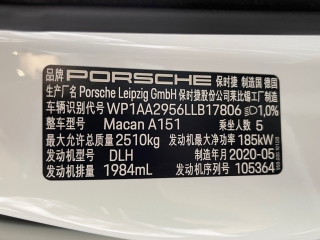 品牌 PORSCHE 保时捷 制造国 德国
生产厂名 Porsche Leipzig GmbH 保时捷股份公司莱比锡工厂制造
车辆识别代号 WP1AA2956LLB17806 1,0%
整车型号 Macan A151 乘坐人数 5
最大允许总质量 2510kg 发动机最大净功率 185kW
发动机型号 DLH 制造年月 2020-05
发动机排量 1984mL 发动机序列号 105364